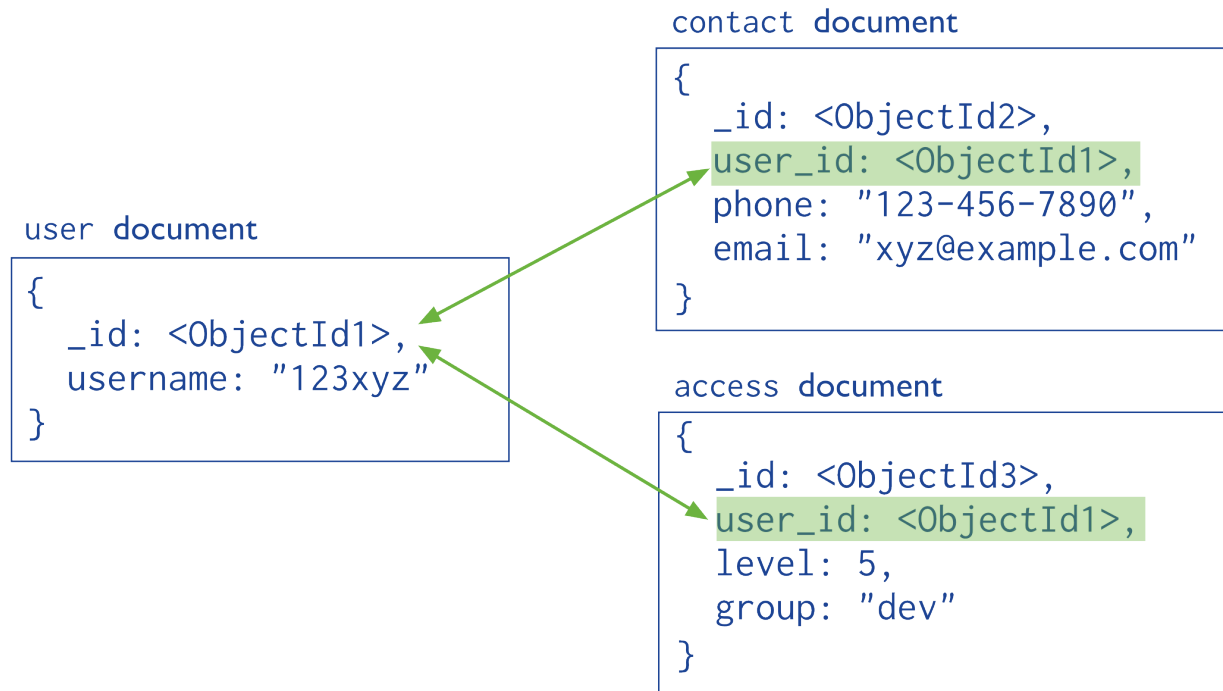 user document
{
_id: <ObjectId1>,
username: "123xyz"
}
contact document
{
_id: <ObjectId2>,
user_id: <ObjectId1>,
phone: "123-456-7890",
email: "xyz@example.com"
}
access document
{
_id: <ObjectId3>,
user_id: <ObjectId1>,
level: 5,
group: "dev"
}